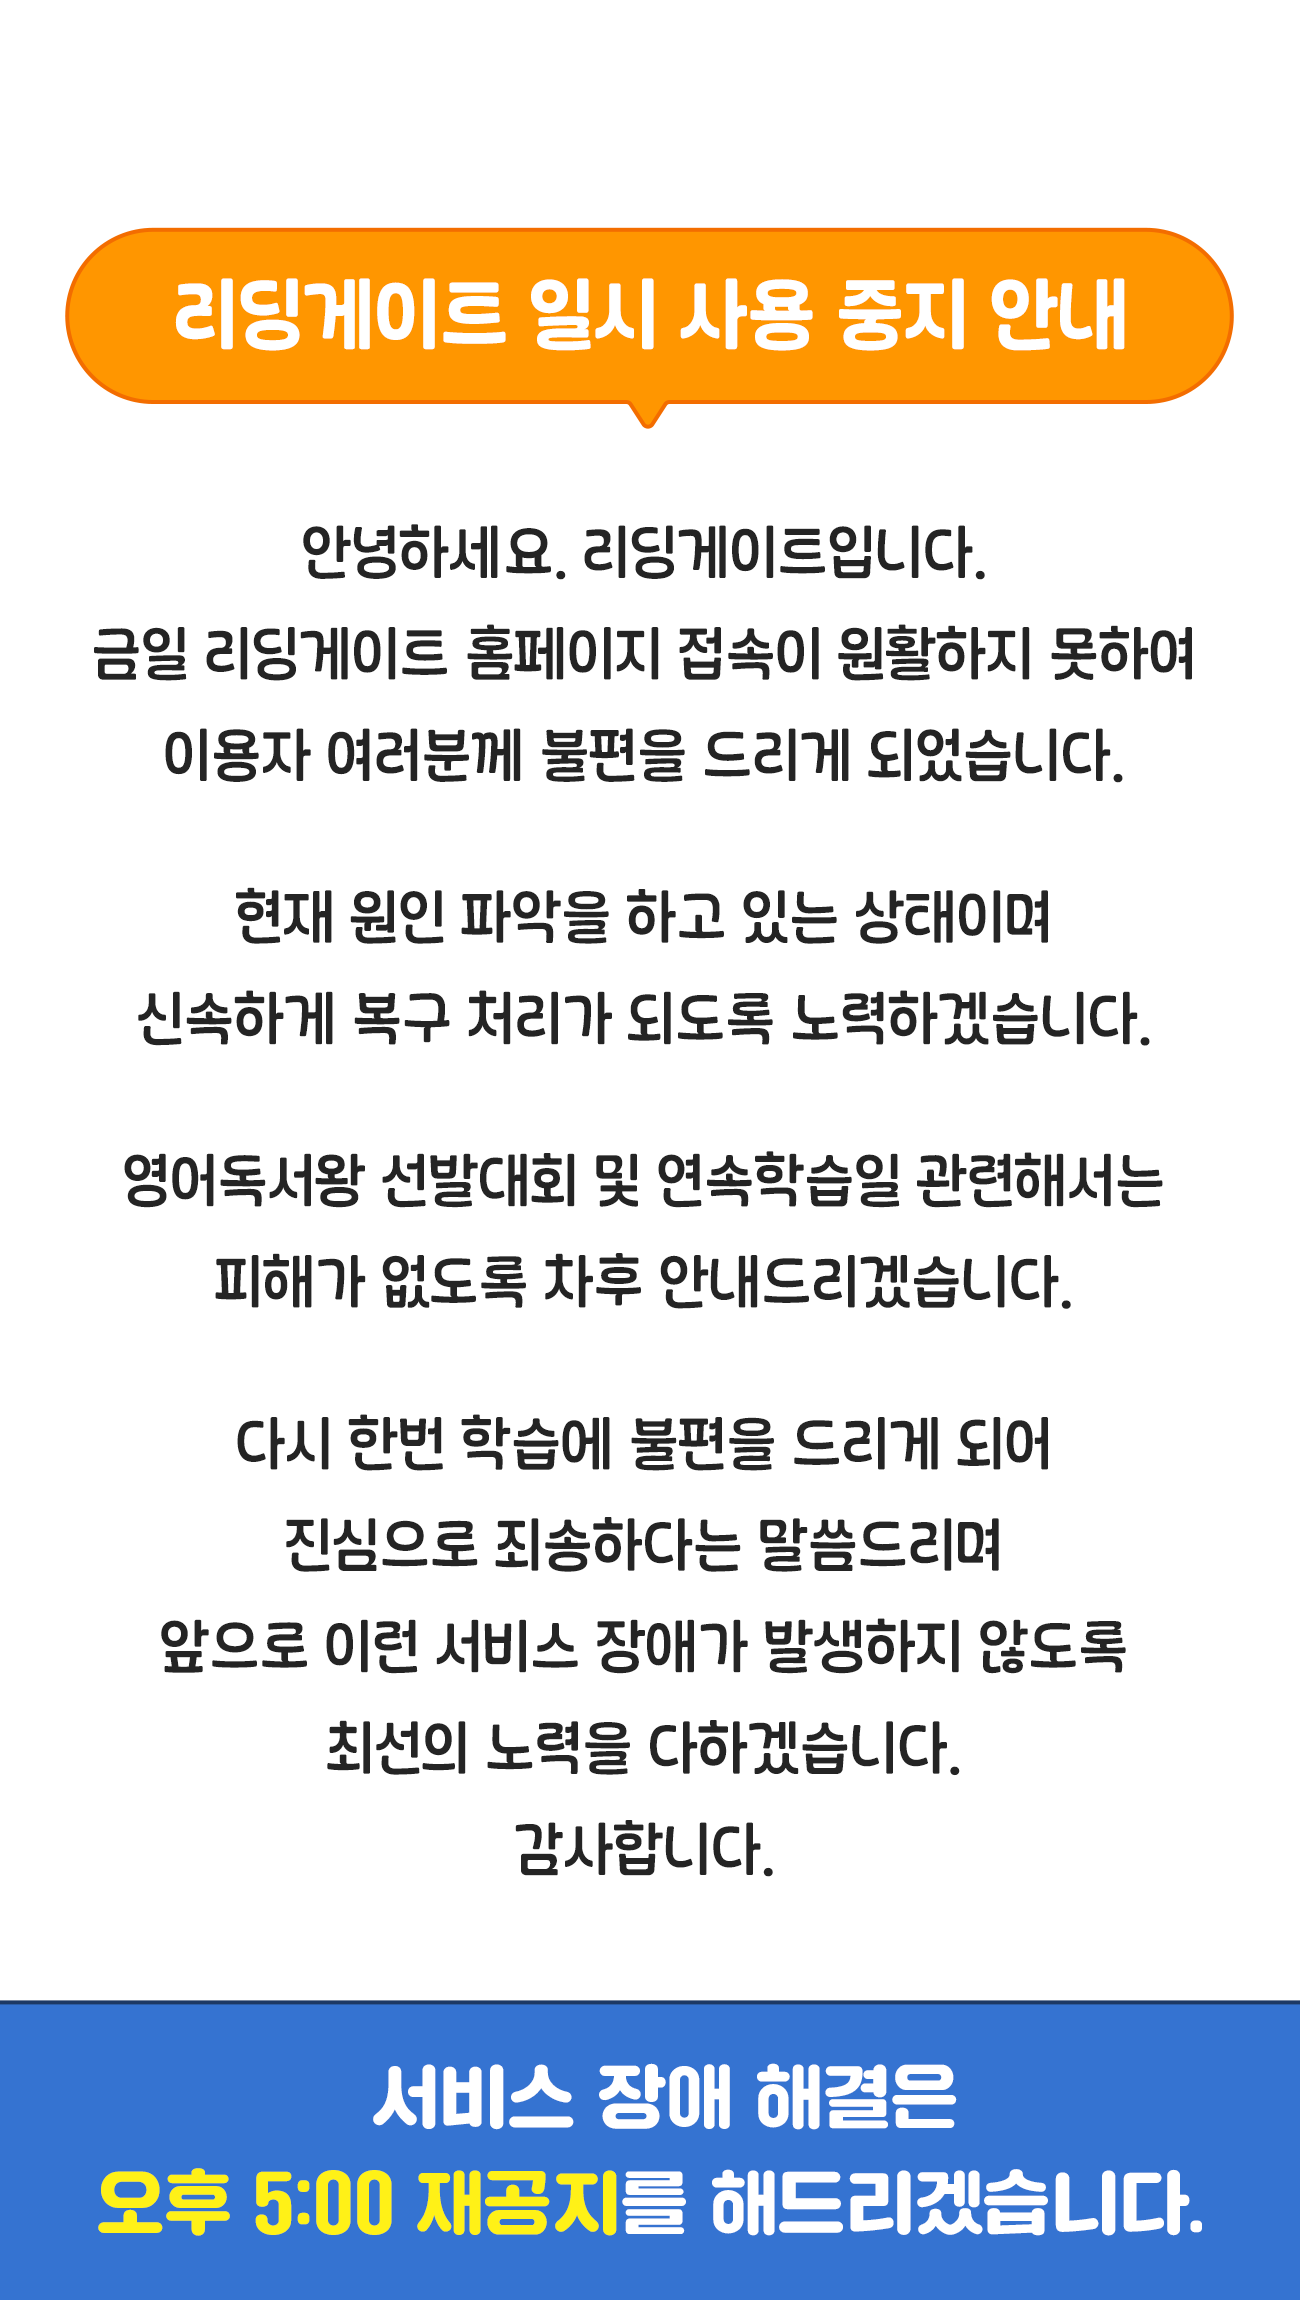 리딩게이트 일시 사용 중지 안내
안녕하세요. 리딩게이트입니다.
금일 리딩게이트 홈페이지 접속이 원활하지 못하여
이용자 여러분께 불편을 드리게 되었습니다.
현재 원인 파악을 하고 있는 상태이며
신속하게 복구 처리가 되도록 노력하겠습니다.
영어독서왕 선발대회 및 연속학습일 관련해서는
피해가 없도록 차후 안내드리겠습니다.
다시 한번 학습에 불편을 드리게 되어
진심으로 죄송하다는 말씀드리며
앞으로 이런 서비스 장애가 발생하지 않도록
최선의 노력을 다하겠습니다.
감사합니다.
서비스 장애 해결은
오후 5:00 재공지를 해드리겠습니다.